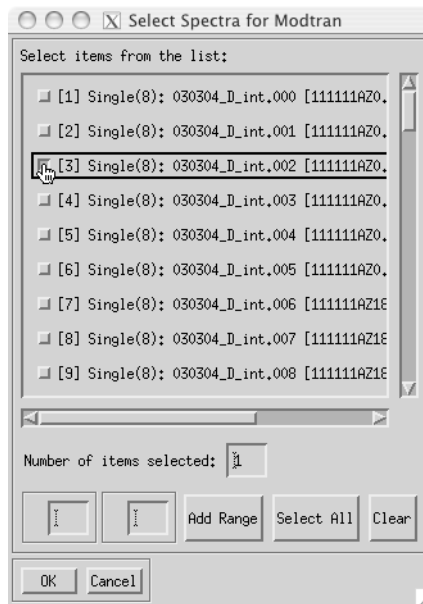 X Select Spectra for Modtran
Select items from the list:
[1] Single(8): 030304_D_int.000 [111111AZ0.
[2] Single(8): 030304_D_int.001 [111111AZ0.
[3] Single(8): 030304_D_int.002 [111111AZ0.
[4] Single(8): 030304_D_int.003 [111111AZ0.
[5] Single(8): 030304_D_int.004 [111111AZ0.
[6] Single(8): 030304_D_int.005 [111111AZ0.
[7] Single(8): 030304_D_int.006 [111111AZ18
[8] Single(8): 030304_D_int.007 [111111AZ18
[9] Single(8): 030304_D_int.008 [111111AZ18
Number of items selected: 1
Add Range Select All Clear
OK Cancel